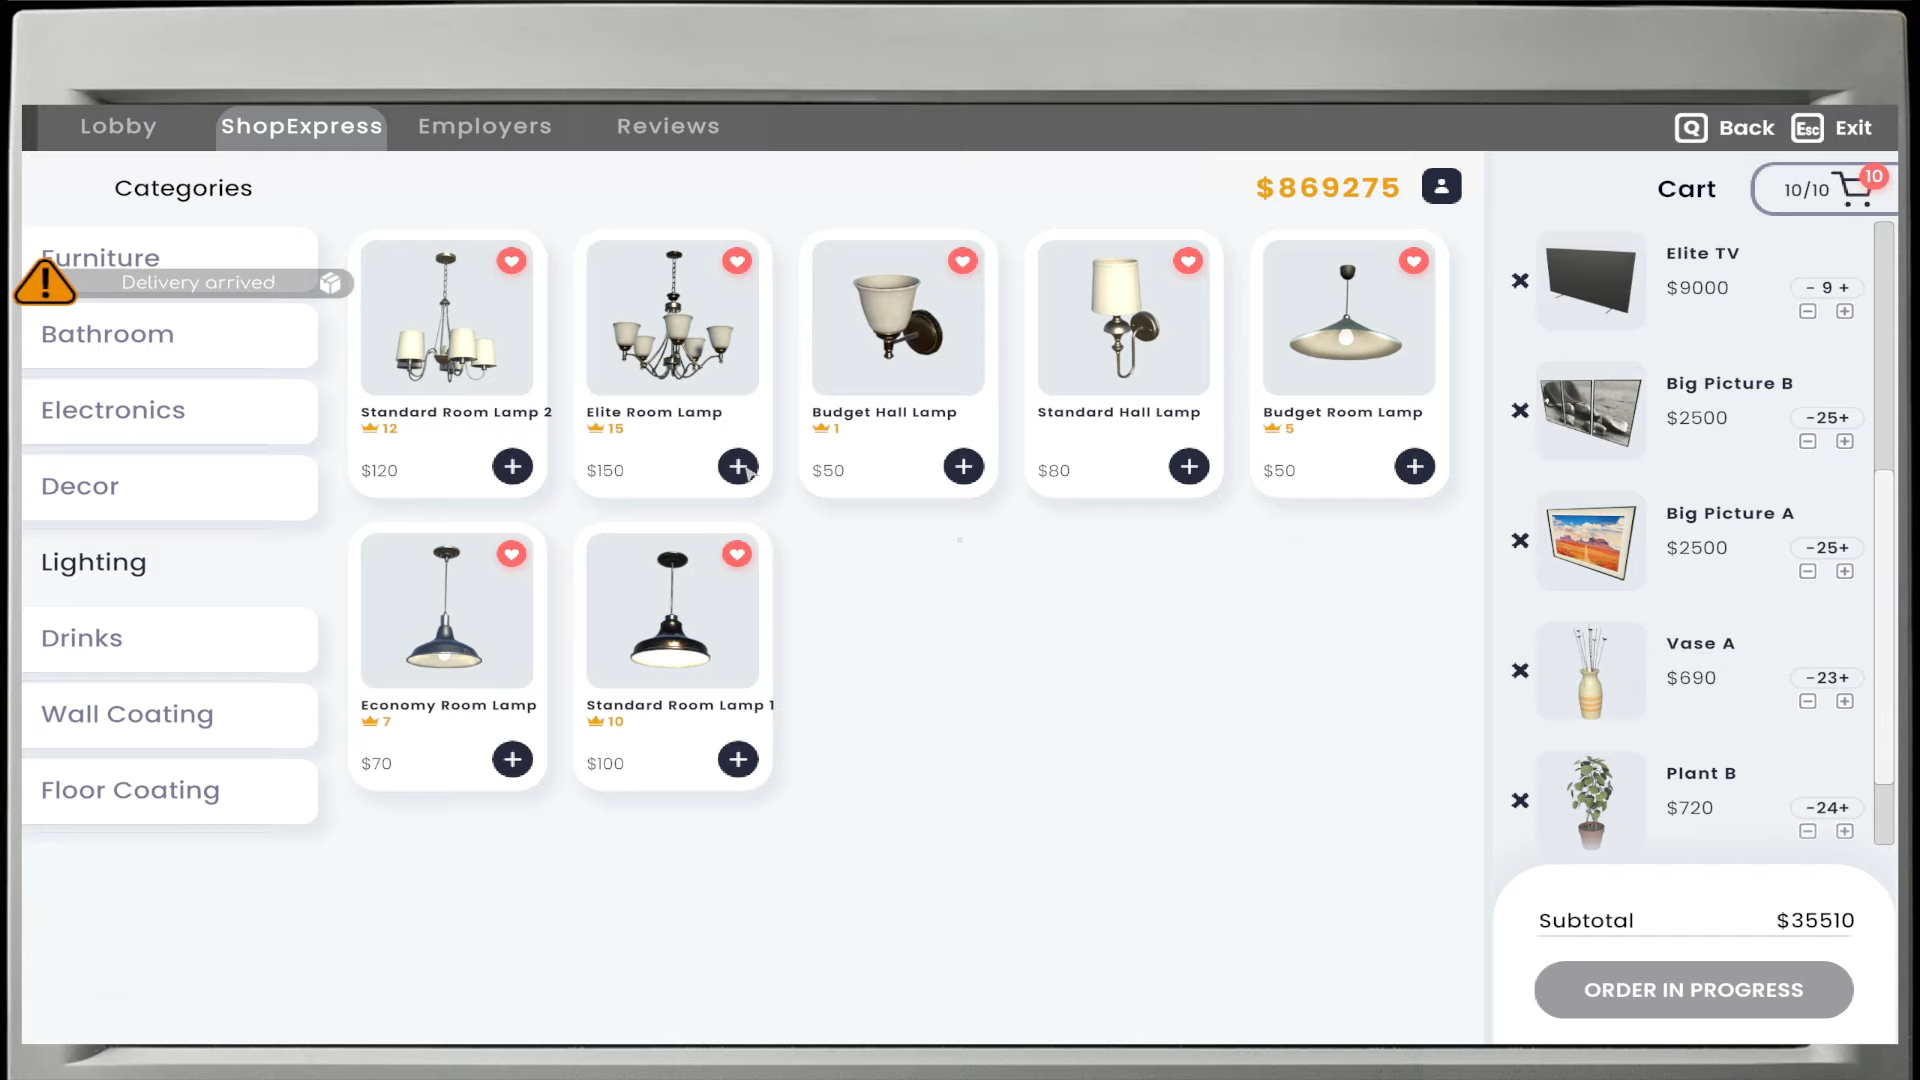 Lobby
ShopExpress
Employers
Reviews
Q Back
Esc Exit
Categories
$869275
Cart
10/10
10
Furniture
Delivery arrived
Bathroom
Electronics
Decor
Lighting
Drinks
Wall Coating
Floor Coating
Standard Room Lamp 2
12
$120
Elite Room Lamp
15
$150
Budget Hall Lamp
1
$50
Standard Hall Lamp
$80
Budget Room Lamp
5
$50
Economy Room Lamp
7
$70
Standard Room Lamp 1
10
$100
Elite TV
$9000
- 9 +
Big Picture B
$2500
-25+
Big Picture A
$2500
-25+
Vase A
$690
-23+
Plant B
$720
-24+
Subtotal
$35510
ORDER IN PROGRESS